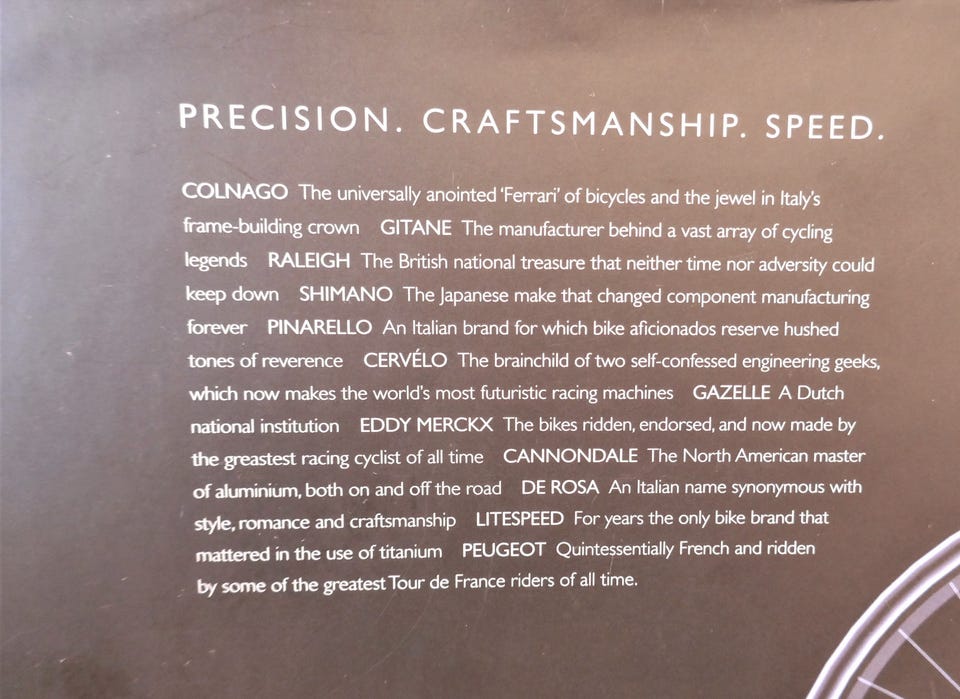 PRECISION. CRAFTSMANSHIP. SPEED.
COLNAGO The universally anointed ‘Ferrari’ of bicycles and the jewel in Italy’s
frame-building crown GITANE The manufacturer behind a vast array of cycling
legends RALEIGH The British national treasure that neither time nor adversity could
keep down SHIMANO The Japanese make that changed component manufacturing
forever PINARELLO An Italian brand for which bike aficionados reserve hushed
tones of reverence CERVÉLO The brainchild of two self-confessed engineering geeks,
which now makes the world’s most futuristic racing machines GAZELLE A Dutch
national institution EDDY MERCKX The bikes ridden, endorsed, and now made by
the greastest racing cyclist of all time CANNONDALE The North American master
of aluminium, both on and off the road DE ROSA An Italian name synonymous with
style, romance and craftsmanship LITESPEED For years the only bike brand that
mattered in the use of titanium PEUGEOT Quintessentially French and ridden
by some of the greatest Tour de France riders of all time.